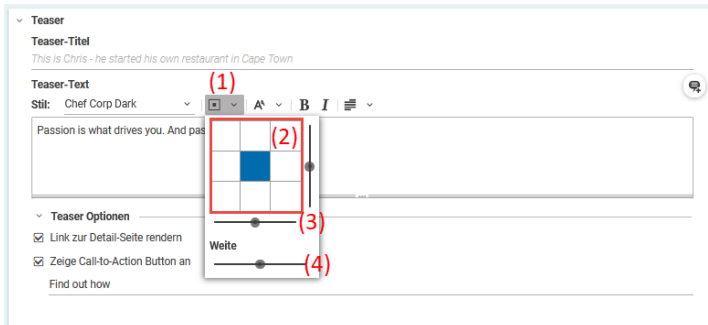 Teaser
Teaser-Titel
This is Chris - he started his own restaurant in Cape Town
Teaser-Text
(1)
Stil: Chef Corp Dark B I
Passion is what drives you. And pas
(2)
(3)
Teaser Optionen
Link zur Detail-Seite rendern
Weite
Zeige Call-to-Action Button an
(4)
Find out how